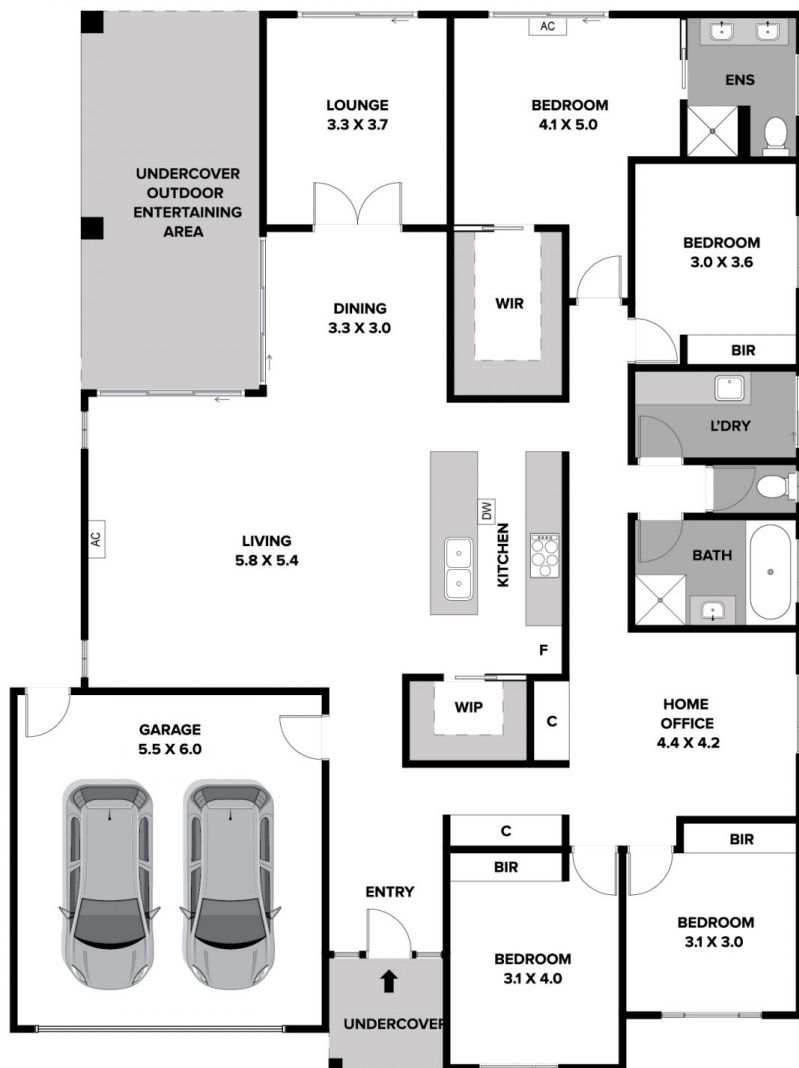 LOUNGE
3.3 X 3.7
AC
BEDROOM
4.1 X 5.0
ENS
UNDERCOVER
OUTDOOR
ENTERTAINING
AREA
BEDROOM
3.0 X 3.6
BIR
DINING
3.3 X 3.0
WIR
L'DRY
AC
LIVING
5.8 X 5.4
DW
KITCHEN
F
BATH
WIP
C
HOME
OFFICE
4.4 X 4.2
GARAGE
5.5 X 6.0
C
BIR
BIR
ENTRY
BEDROOM
3.1 X 4.0
BEDROOM
3.1 X 3.0
UNDERCOVER